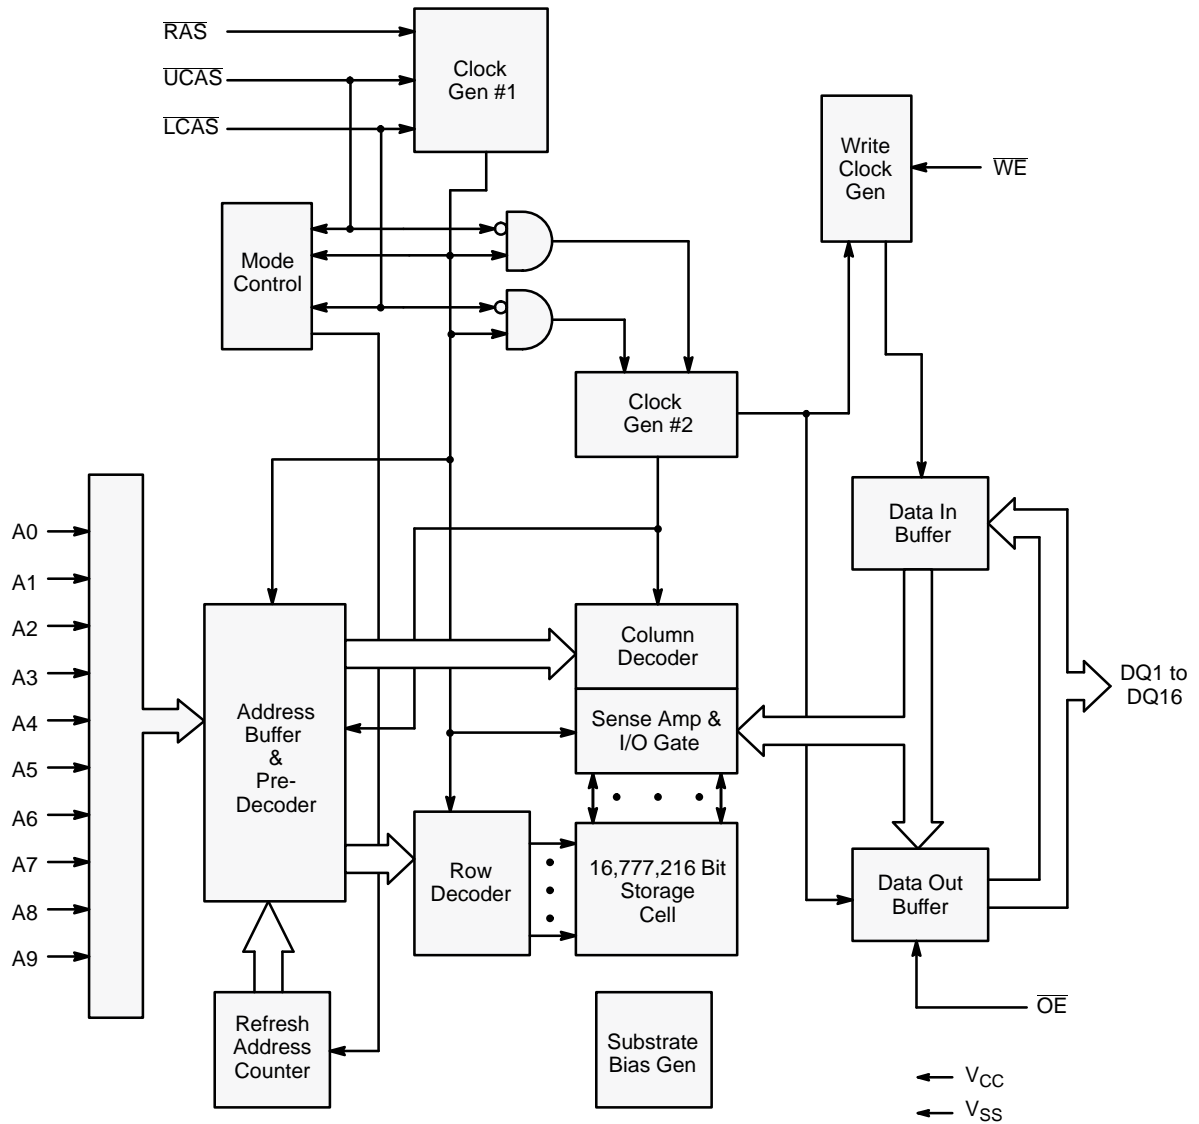 RAS
UCAS
LCAS
Clock
Gen #1
Write
Clock
Gen
WE
Mode
Control
Clock
Gen #2
A0
A1
A2
A3
A4
A5
A6
A7
A8
A9
Address
Buffer
&
Pre-
Decoder
Column
Decoder
Sense Amp &
I/O Gate
Data In
Buffer
DQ1 to
DQ16
Row
Decoder
16,777,216 Bit
Storage
Cell
Data Out
Buffer
OE
Refresh
Address
Counter
Substrate
Bias Gen
VCC
VSS